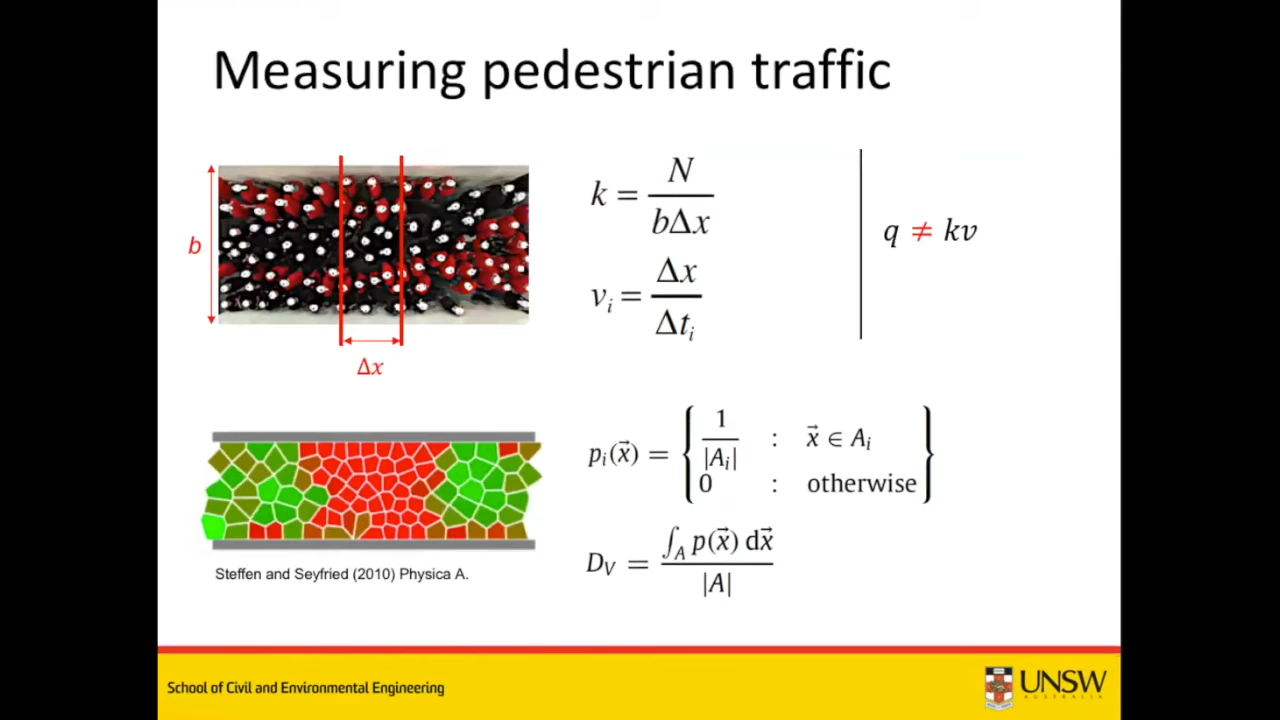 Measuring pedestrian traffic
b
Δx
k = N / bΔx
v_i = Δx / Δt_i
q ≠ kv
p_i(x⃗) = { 1 / |A_i| : x⃗ ∈ A_i
0 : otherwise }
D_V = ∫_A p(x⃗) dx⃗ / |A|
Steffen and Seyfried (2010) Physica A.
School of Civil and Environmental Engineering
UNSW
AUSTRALIA